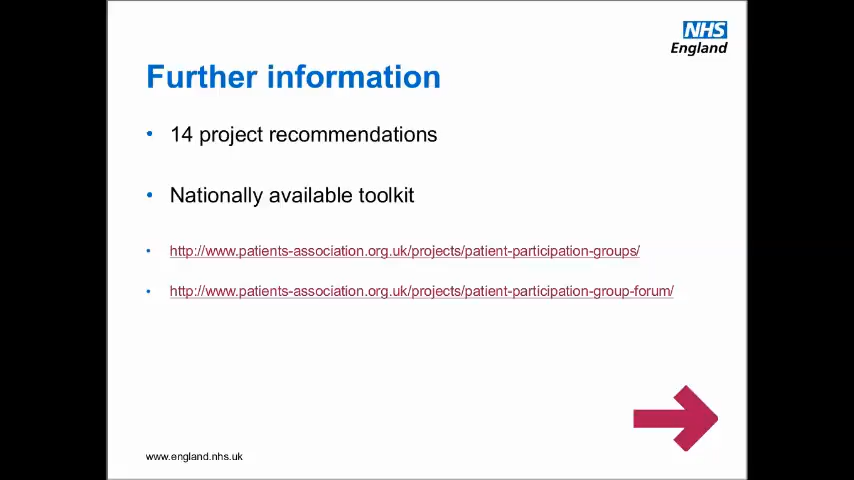 NHS
England
Further information
• 14 project recommendations
• Nationally available toolkit
• http://www.patients-association.org.uk/projects/patient-participation-groups/
• http://www.patients-association.org.uk/projects/patient-participation-group-forum/
www.england.nhs.uk